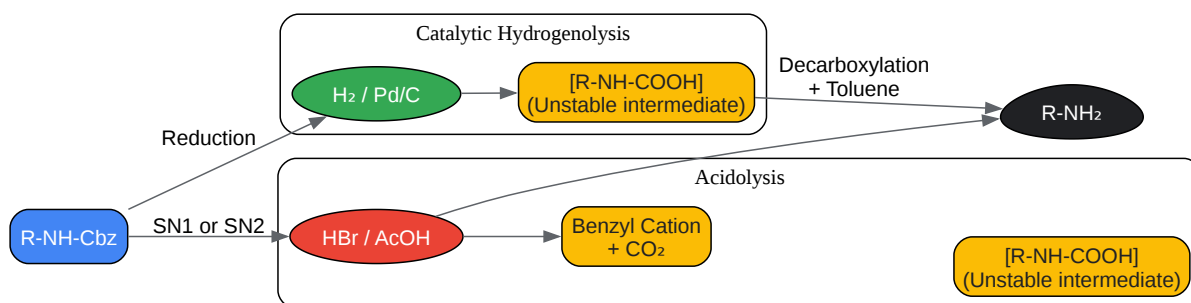 Catalytic Hydrogenolysis
H₂ / Pd/C
[R-NH-COOH]
(Unstable intermediate)
Decarboxylation
+ Toluene
R-NH₂
Reduction
Acidolysis
R-NH-Cbz
SN1 or SN2
HBr / AcOH
Benzyl Cation
+ CO₂
[R-NH-COOH]
(Unstable intermediate)